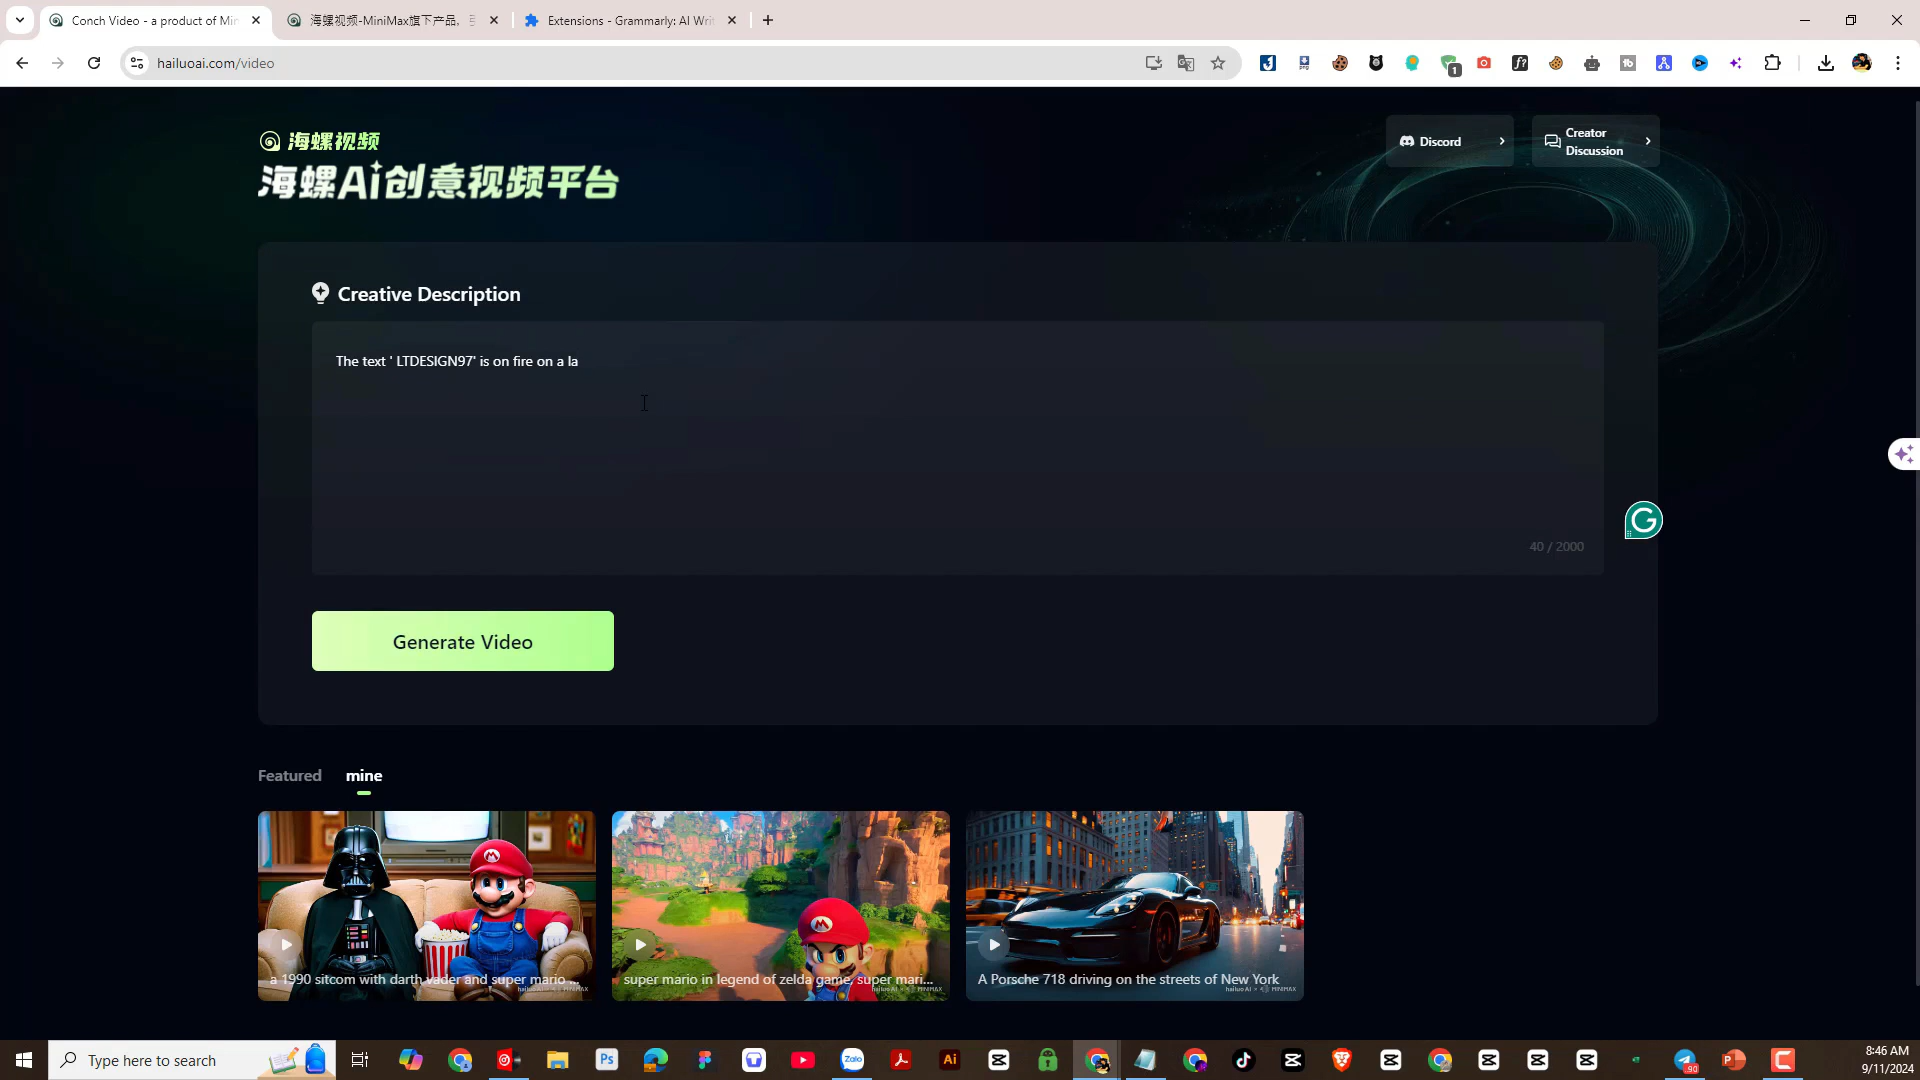 Conch Video - a product of Min
海螺视频-MiniMax旗下产品,
Extensions - Grammarly: AI Wri
hailuoai.com/video
1
海螺视频
海螺Ai创意视频平台
Discord
Creator
Discussion
Creative Description
The text ' LTDESIGN97' is on fire on a la
40 / 2000
Generate Video
Featured
mine
a 1990 sitcom with darth vader and super mario ...
super mario in legend of zelda game, super mari...
A Porsche 718 driving on the streets of New York
Type here to search
8:46 AM
9/11/2024